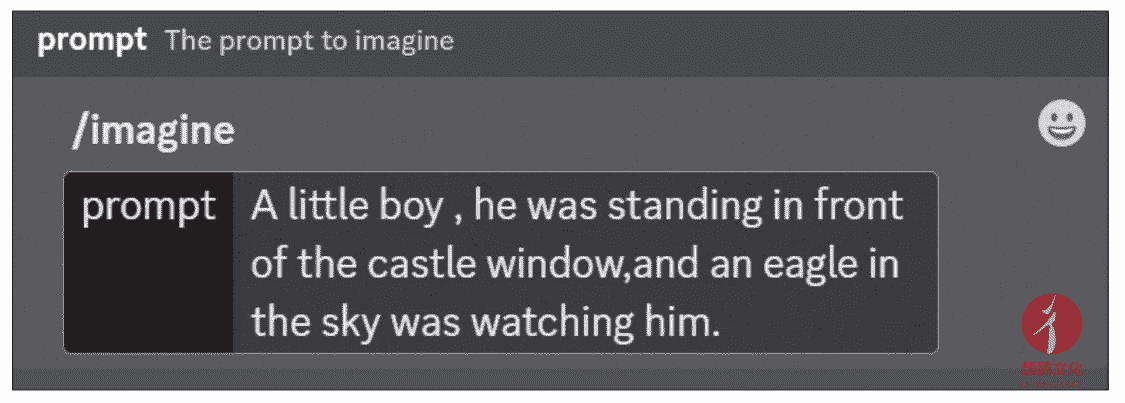 prompt The prompt to imagine
/imagine
prompt A little boy , he was standing in front
of the castle window,and an eagle in
the sky was watching him.